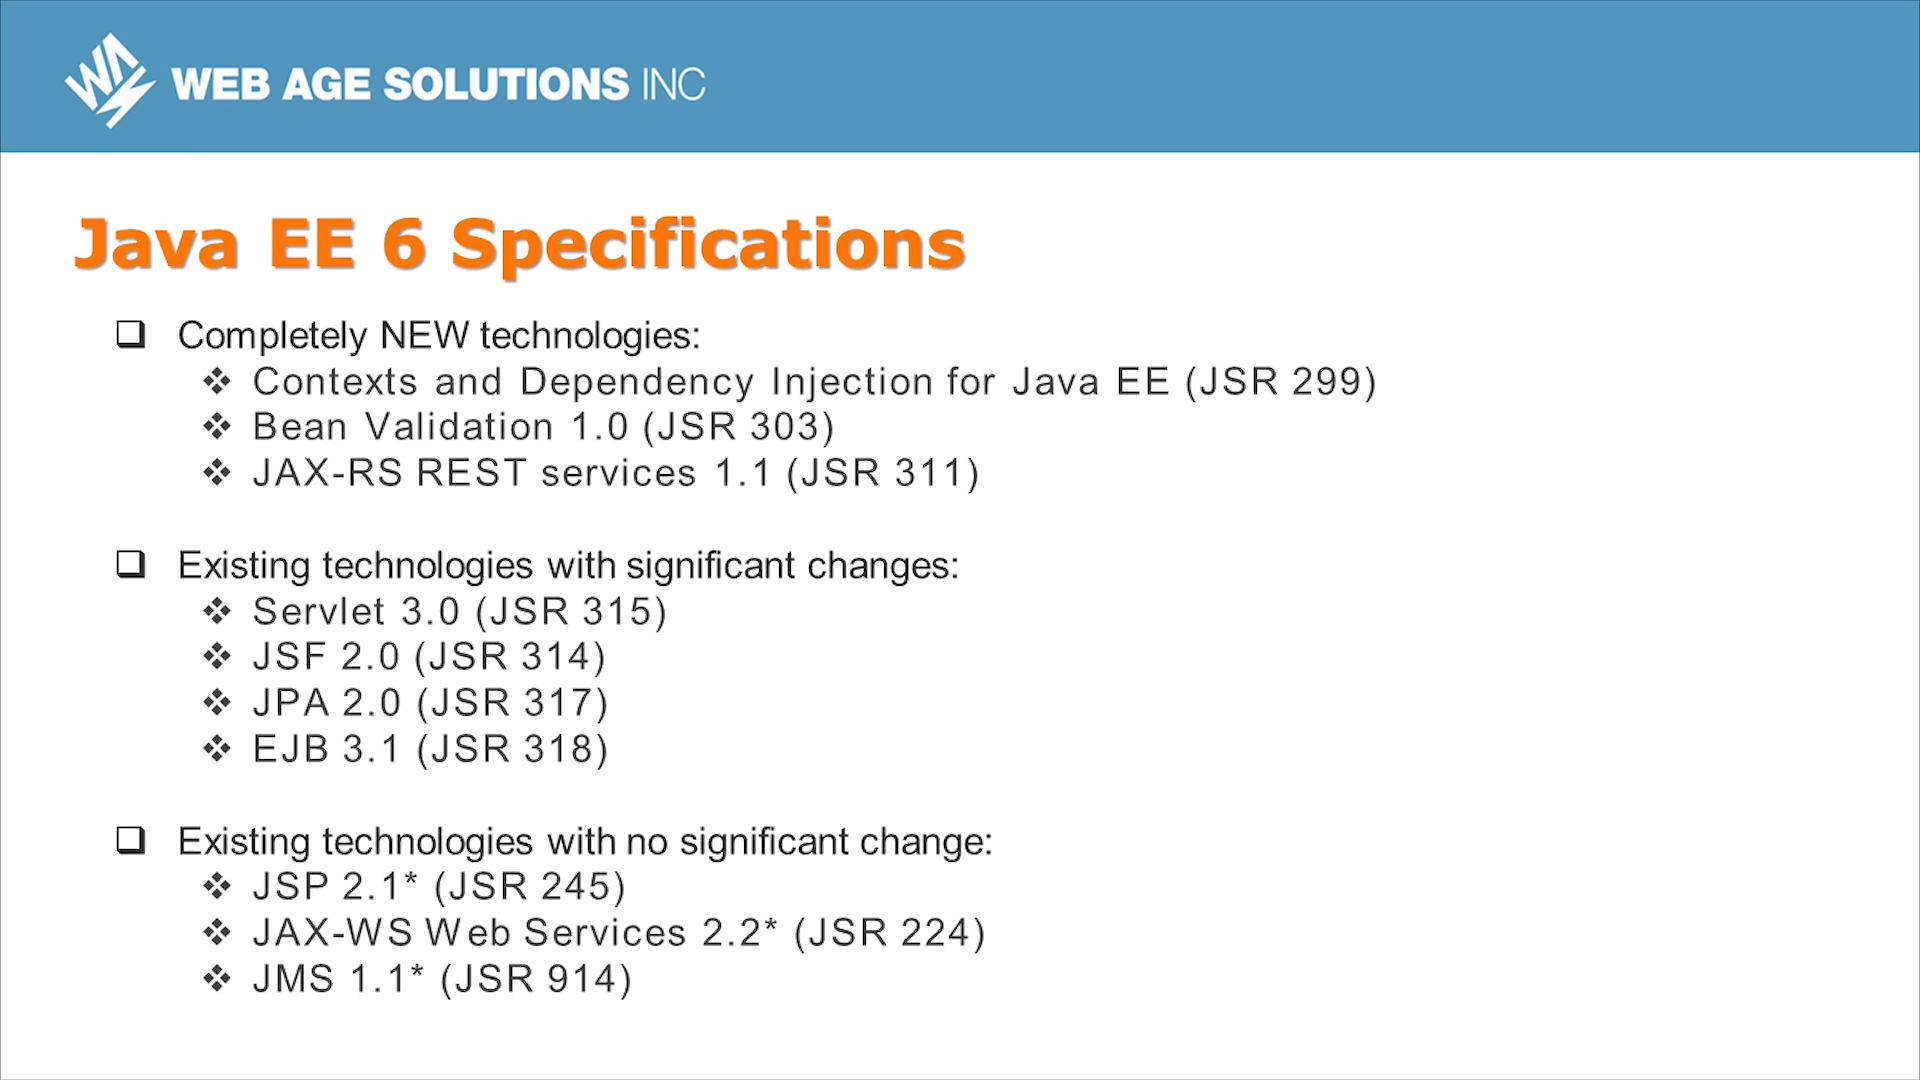 WEB AGE SOLUTIONS INC
Java EE 6 Specifications
Completely NEW technologies:
Contexts and Dependency Injection for Java EE (JSR 299)
Bean Validation 1.0 (JSR 303)
JAX-RS REST services 1.1 (JSR 311)
Existing technologies with significant changes:
Servlet 3.0 (JSR 315)
JSF 2.0 (JSR 314)
JPA 2.0 (JSR 317)
EJB 3.1 (JSR 318)
Existing technologies with no significant change:
JSP 2.1* (JSR 245)
JAX-WS Web Services 2.2* (JSR 224)
JMS 1.1* (JSR 914)